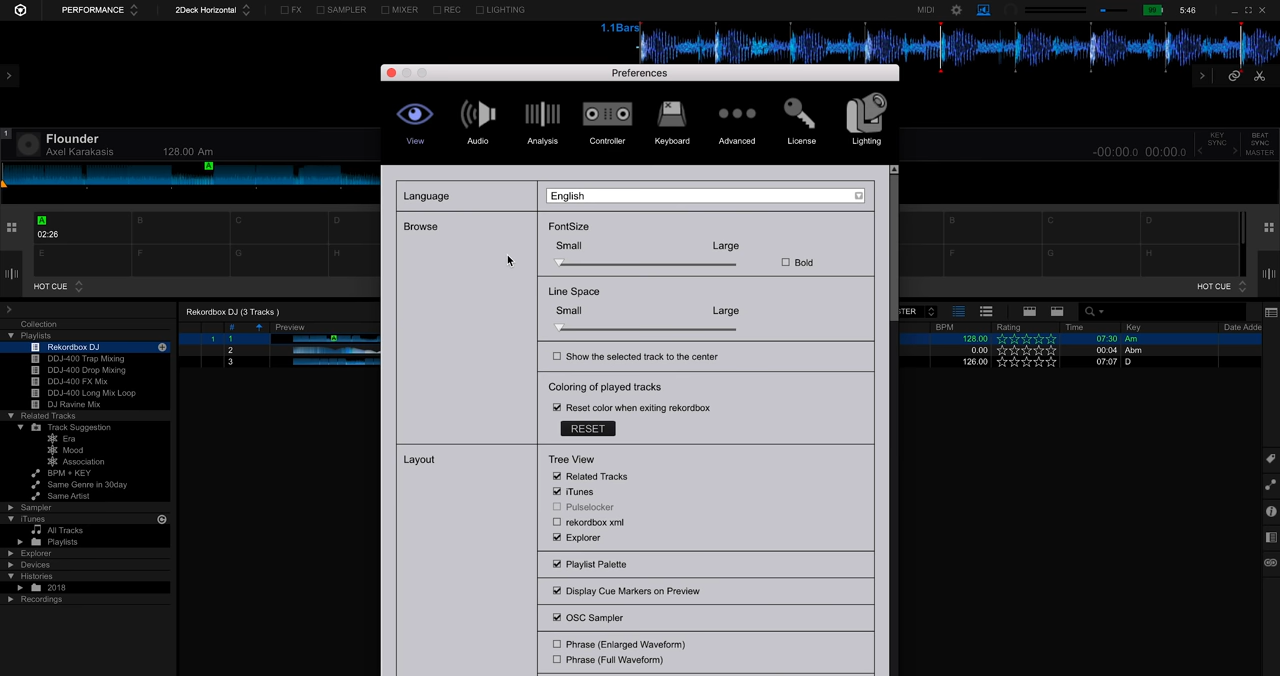 PERFORMANCE 2Deck Horizontal FX SAMPLER MIXER REC LIGHTING MIDI 99 5:46
1.1Bars
Preferences
View Audio Analysis Controller Keyboard Advanced License Lighting
1
Flounder
Axel Karakasis 128.00 Am
-00:00.0 00:00.0
KEY SYNC
BEAT SYNC
MASTER
A
A B C D
02:26
E F G H
HOT CUE
B C D
F G H
HOT CUE
Language English
Browse FontSize
Small Large
Bold
Line Space
Small Large
Show the selected track to the center
Coloring of played tracks
Reset color when exiting rekordbox
RESET
Layout Tree View
Related Tracks
iTunes
Pulselocker
rekordbox xml
Explorer
Playlist Palette
Display Cue Markers on Preview
OSC Sampler
Phrase (Enlarged Waveform)
Phrase (Full Waveform)
Collection
Playlists
Rekordbox DJ
DDJ-400 Trap Mixing
DDJ-400 Drop Mixing
DDJ-400 FX Mix
DDJ-400 Long Mix Loop
DJ Ravine Mix
Related Tracks
Track Suggestion
Era
Mood
Association
BPM + KEY
Same Genre in 30day
Same Artist
Sampler
iTunes
All Tracks
Playlists
Explorer
Devices
Histories
2018
Recordings
Rekordbox DJ (3 Tracks )
# Preview
1 1 A
2
3
TER
BPM Rating Time Key Date Adde
128.00 07:30 Am
0.00 00:04 Abm
126.00 07:07 D